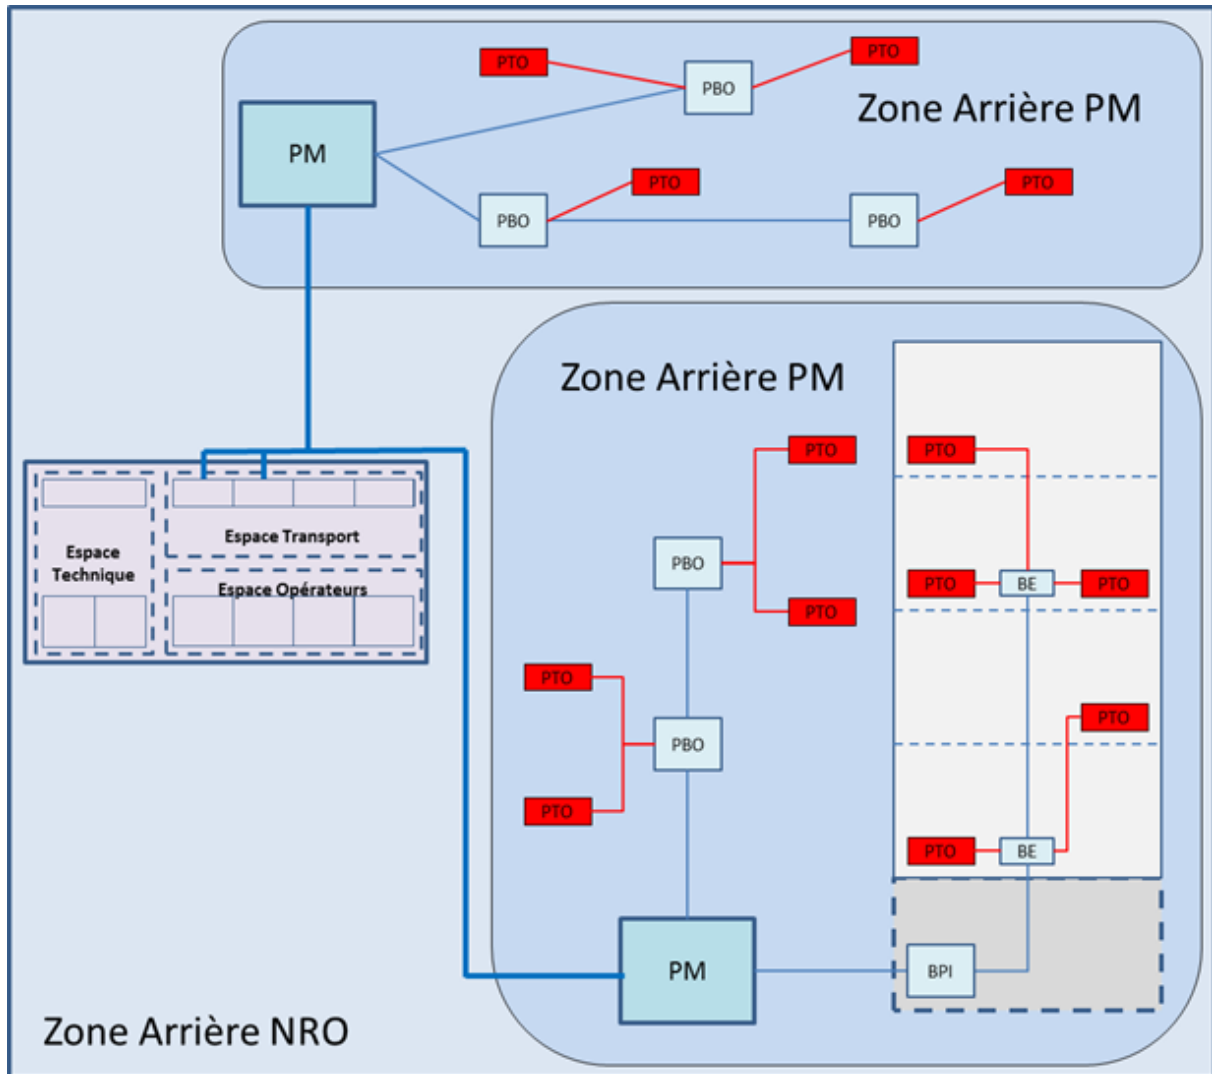 PTO
PTO
PBO
Zone Arrière PM
PM
PTO
PTO
PBO
PBO
Zone Arrière PM
PTO
PTO
Espace Transport
Espace
Technique
PBO
PTO
BE
PTO
Espace Opérateurs
PTO
PTO
PTO
PBO
PTO
PTO
BE
PM
BPI
Zone Arrière NRO